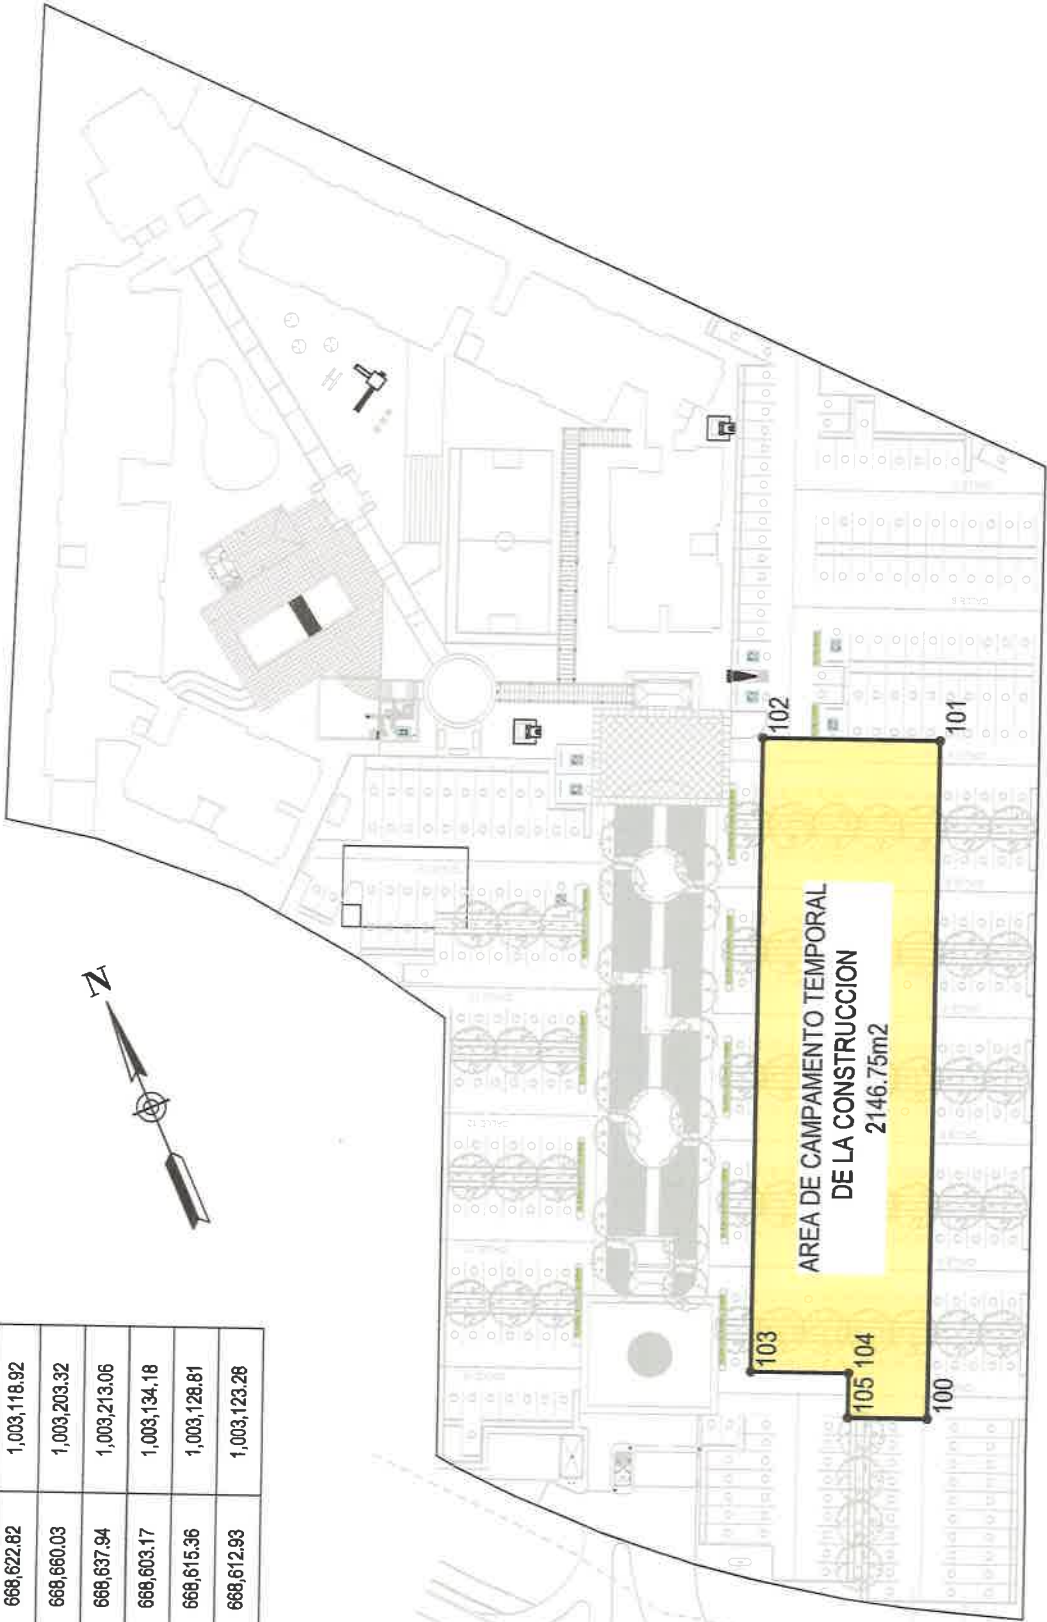 668,622.82 1,003,118.92
668,660.03 1,003,203.32
668,637.94 1,003,213.06
668,603.17 1,003,134.18
668,615.36 1,003,128.81
668,612.93 1,003,123.28
N
102
101
AREA DE CAMPAMENTO TEMPORAL
DE LA CONSTRUCCION
2146.75m2
103
105 104
100